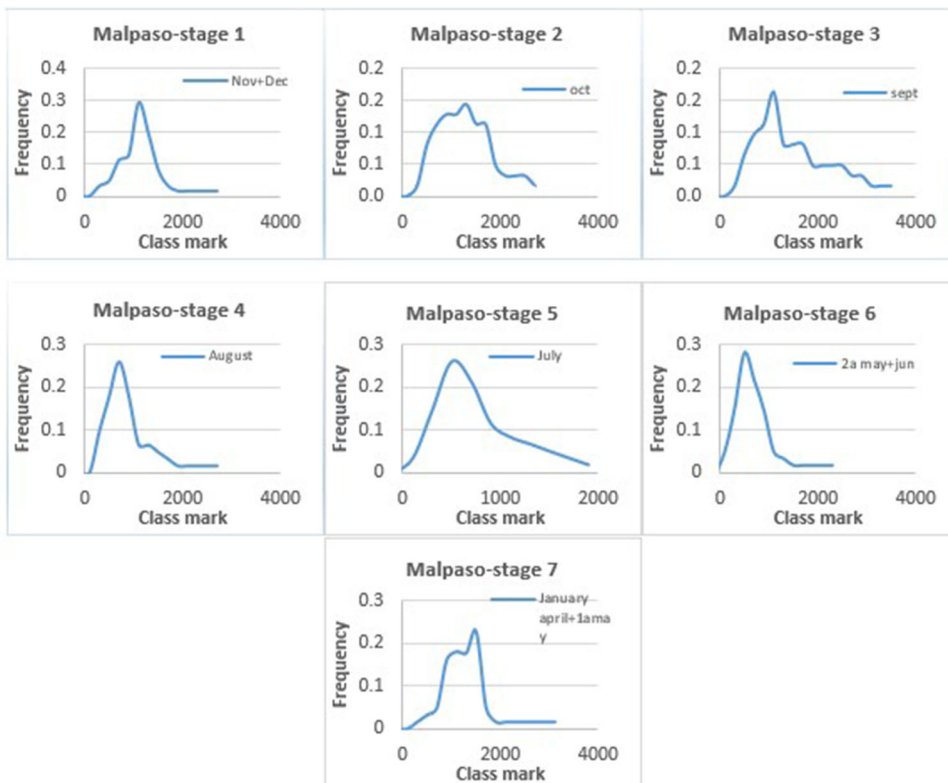 Malpaso-stage 1
0.4
0.3
0.2
0.1
0
0
2000
4000
Frequency
Class mark
Nov+Dec
Malpaso-stage 2
0.2
0.2
0.1
0.1
0.0
0
2000
4000
Frequency
Class mark
oct
Malpaso-stage 3
0.2
0.2
0.1
0.1
0.0
0
2000
4000
Frequency
Class mark
sept
Malpaso-stage 4
0.3
0.2
0.1
0
0
2000
4000
Frequency
Class mark
August
Malpaso-stage 5
0.3
0.2
0.1
0
0
1000
2000
Frequency
Class mark
July
Malpaso-stage 6
0.3
0.2
0.1
0
0
2000
4000
Frequency
Class mark
2a may+jun
Malpaso-stage 7
0.3
0.2
0.1
0
0
2000
4000
Frequency
Class mark
January
april+1ama
y